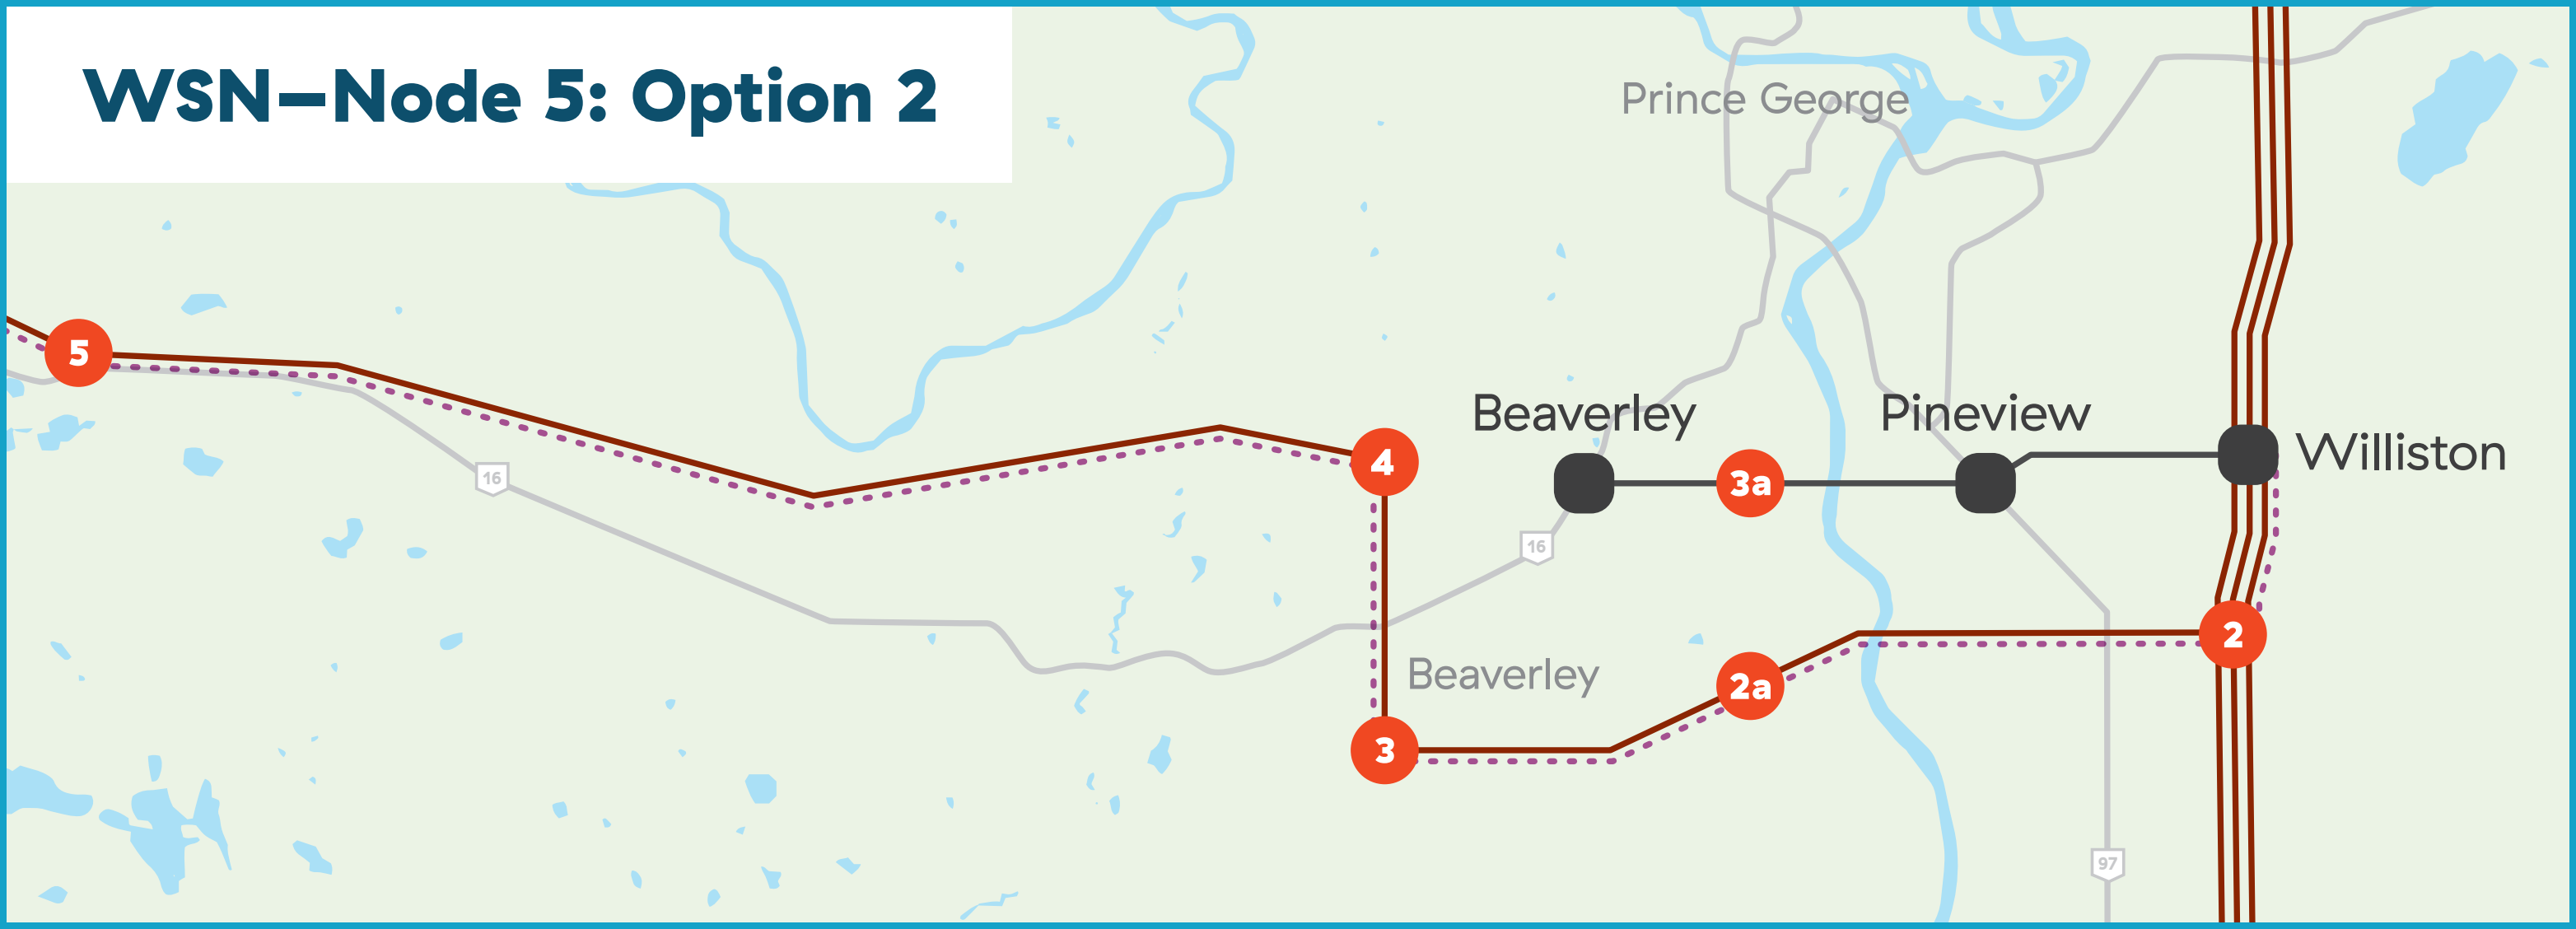 WSN—Node 5: Option 2
Prince George
5
16
4
Beaverley
3a
Pineview
Williston
16
2
Beaverley
2a
3
97